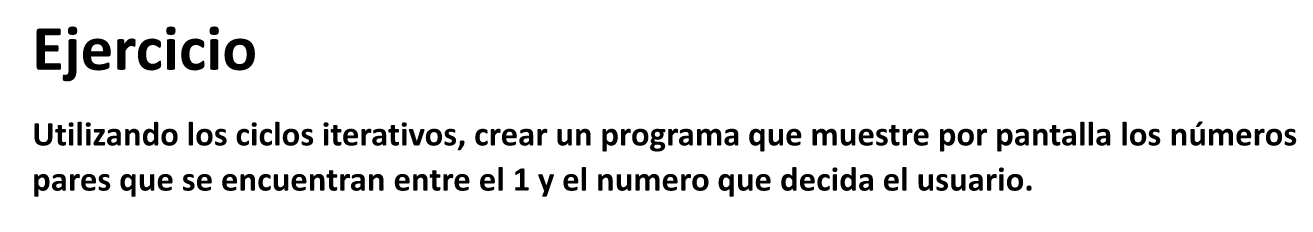 Ejercicio
Utilizando los ciclos iterativos, crear un programa que muestre por pantalla los números
pares que se encuentran entre el 1 y el numero que decida el usuario.